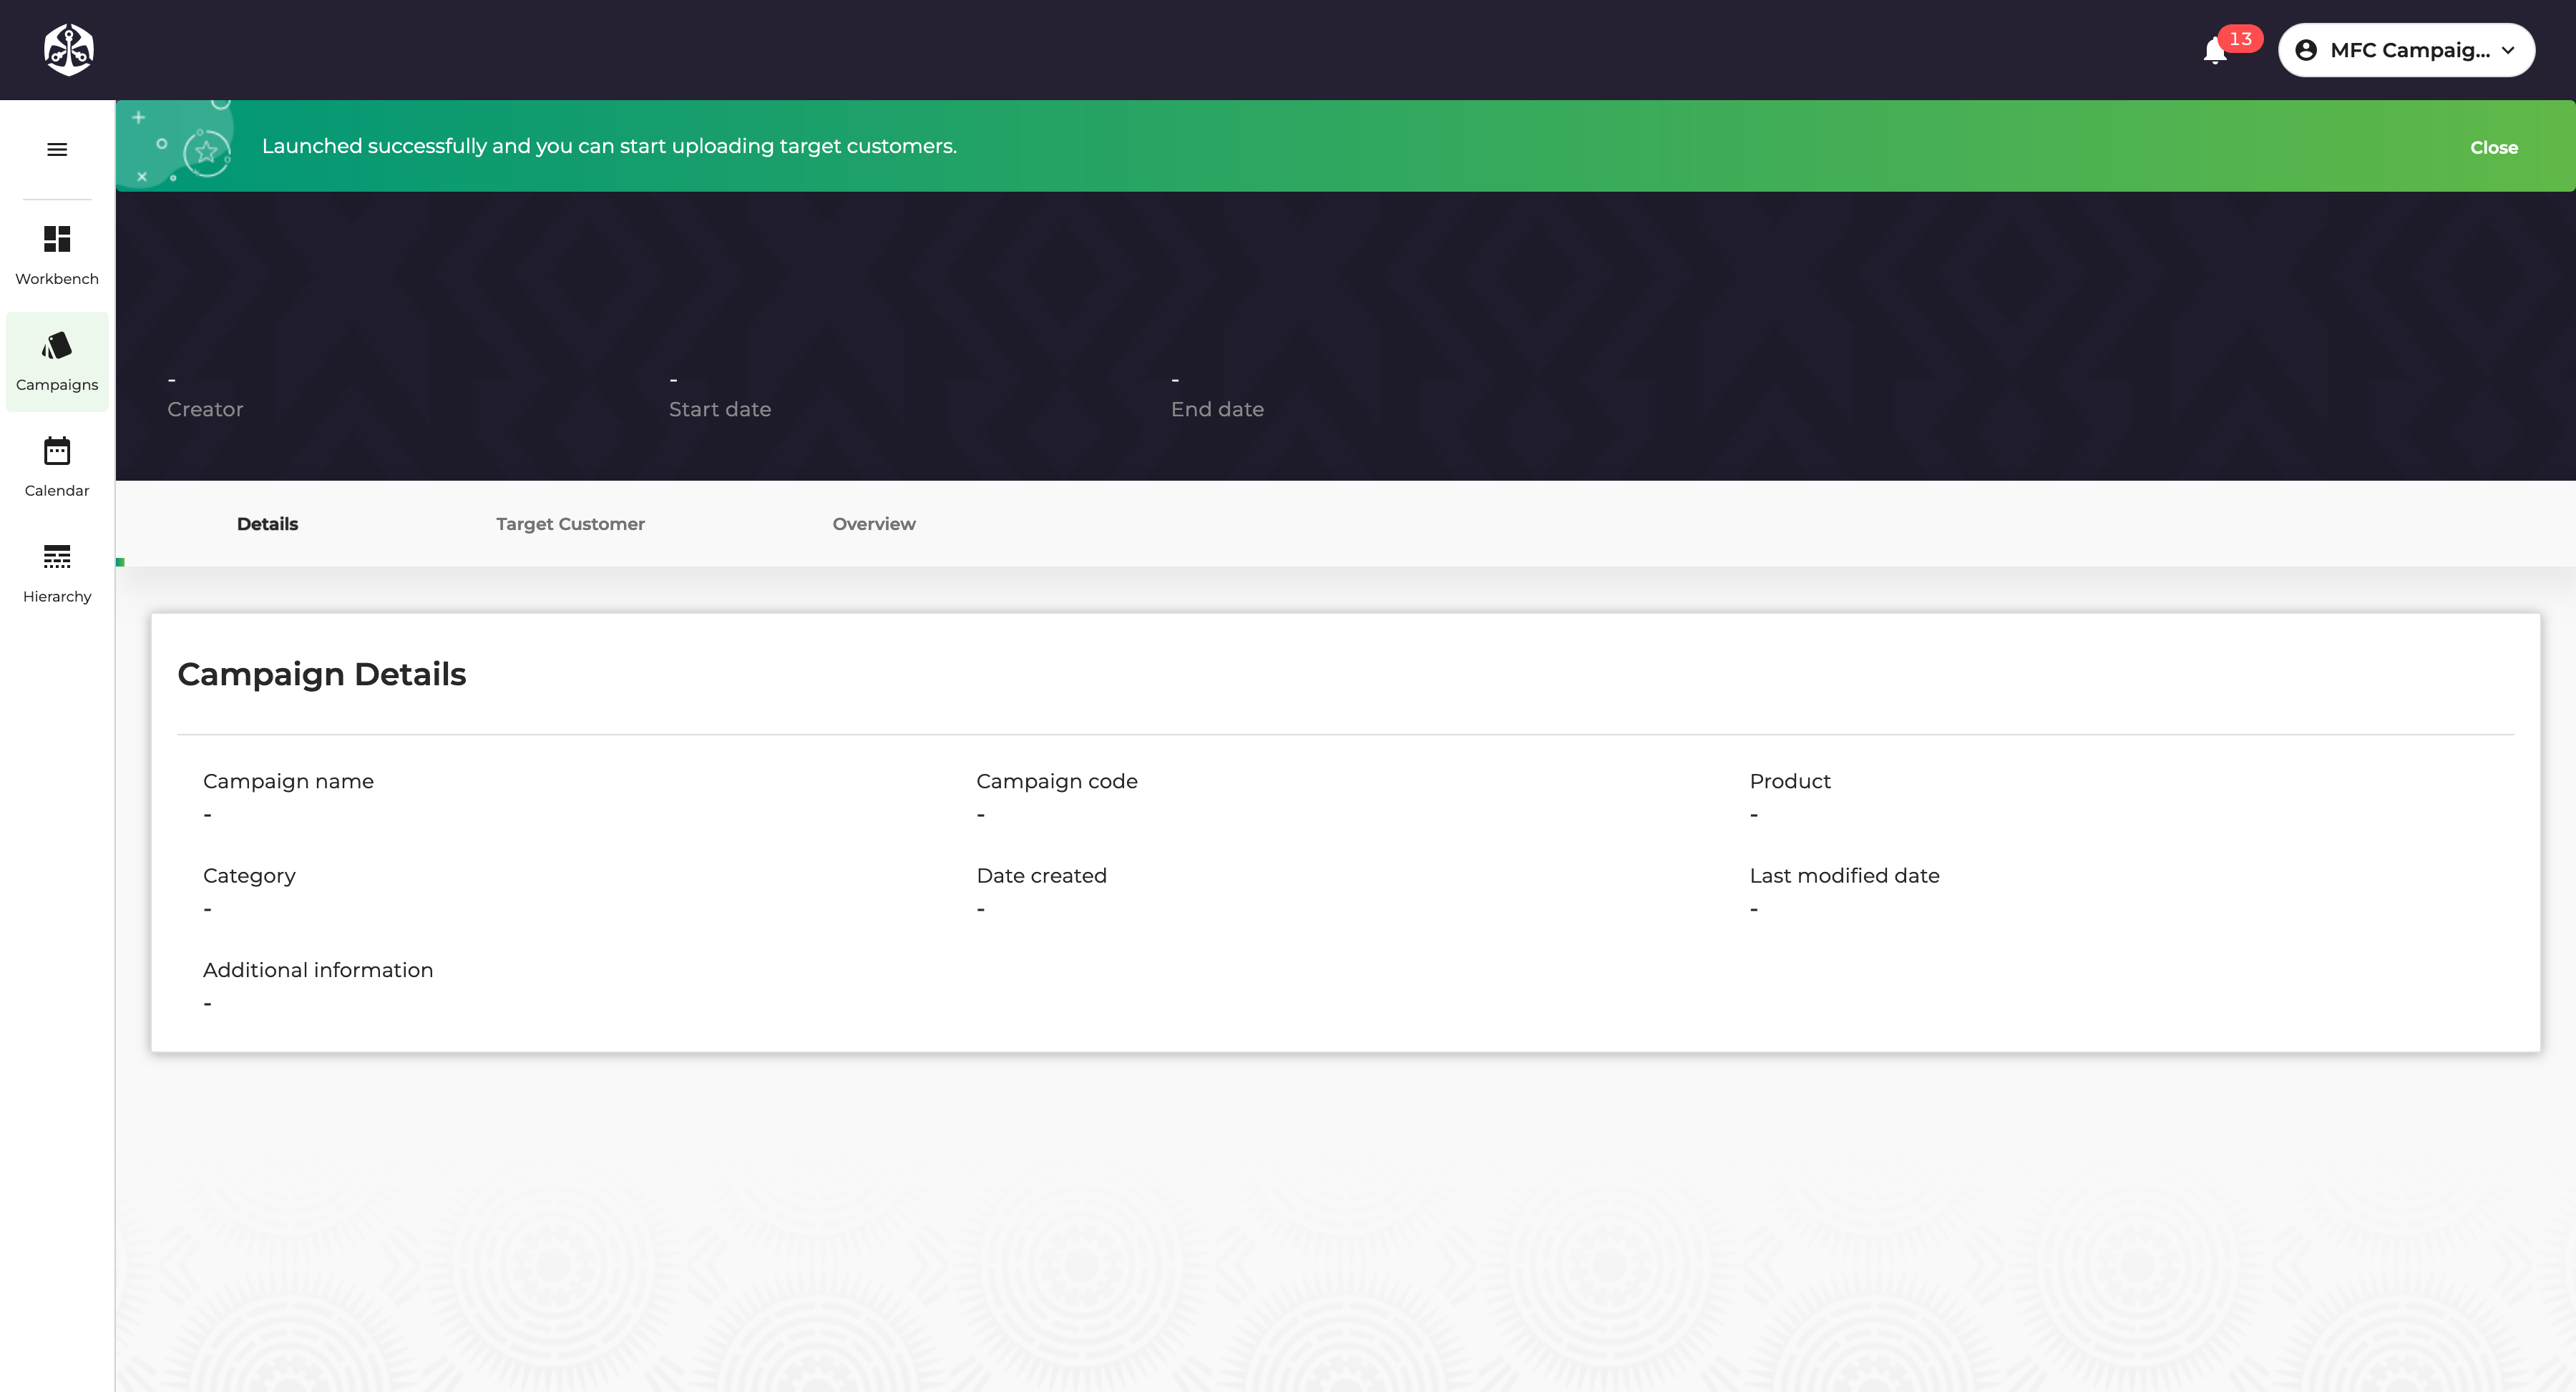 13
MFC Campaig...
Launched successfully and you can start uploading target customers.
Close
Workbench
Campaigns
Calendar
Hierarchy
-
Creator
-
Start date
-
End date
Details
Target Customer
Overview
Campaign Details
Campaign name
-
Campaign code
-
Product
-
Category
-
Date created
-
Last modified date
-
Additional information
-